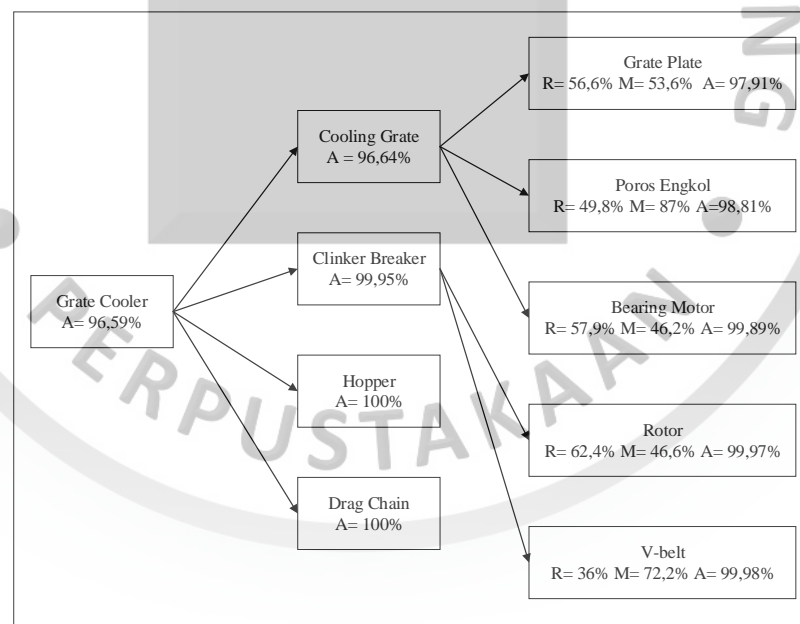 Grate Cooler
A= 96,59%
Cooling Grate
A = 96,64%
Clinker Breaker
A= 99,95%
Hopper
A= 100%
Drag Chain
A= 100%
Grate Plate
R= 56,6% M= 53,6% A= 97,91%
Poros Engkol
R= 49,8% M= 87% A=98,81%
Bearing Motor
R= 57,9% M= 46,2% A= 99,89%
Rotor
R= 62,4% M= 46,6% A= 99,97%
V-belt
R= 36% M= 72,2% A= 99,98%
PERPUSTAKAAN
NG